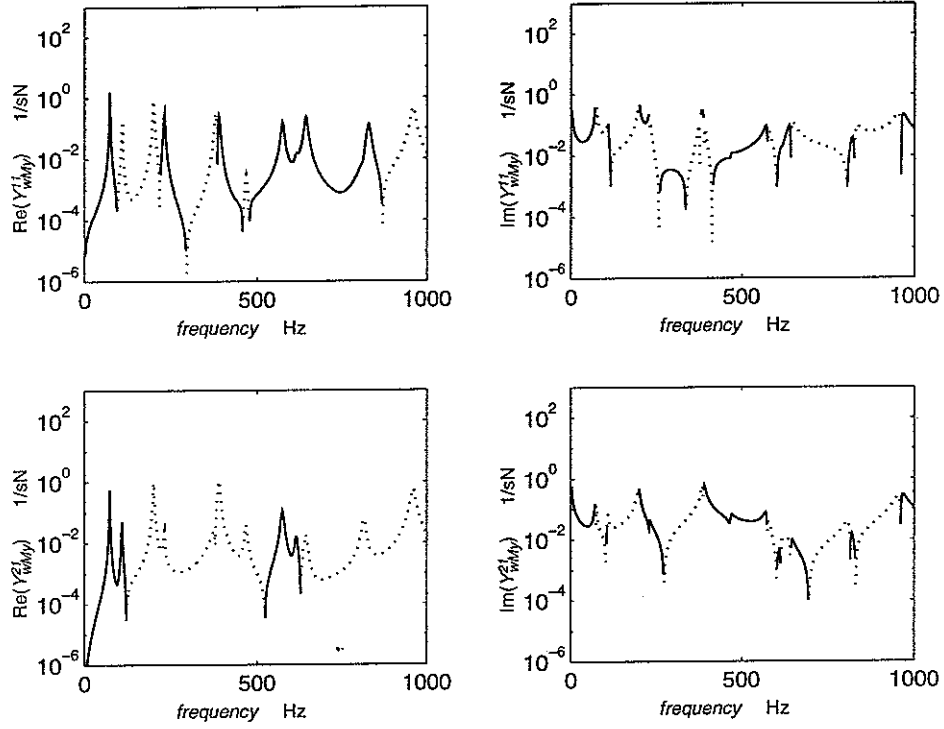 Re(Y^{11}_{wMy}) 1/sN
10^2
10^0
10^{-2}
10^{-4}
10^{-6}
0 500 1000
frequency Hz
Im(Y^{11}_{wMy}) 1/sN
10^2
10^0
10^{-2}
10^{-4}
10^{-6}
0 500 1000
frequency Hz
Re(Y^{21}_{wMy}) 1/sN
10^2
10^0
10^{-2}
10^{-4}
10^{-6}
0 500 1000
frequency Hz
Im(Y^{21}_{wMy}) 1/sN
10^2
10^0
10^{-2}
10^{-4}
10^{-6}
0 500 1000
frequency Hz